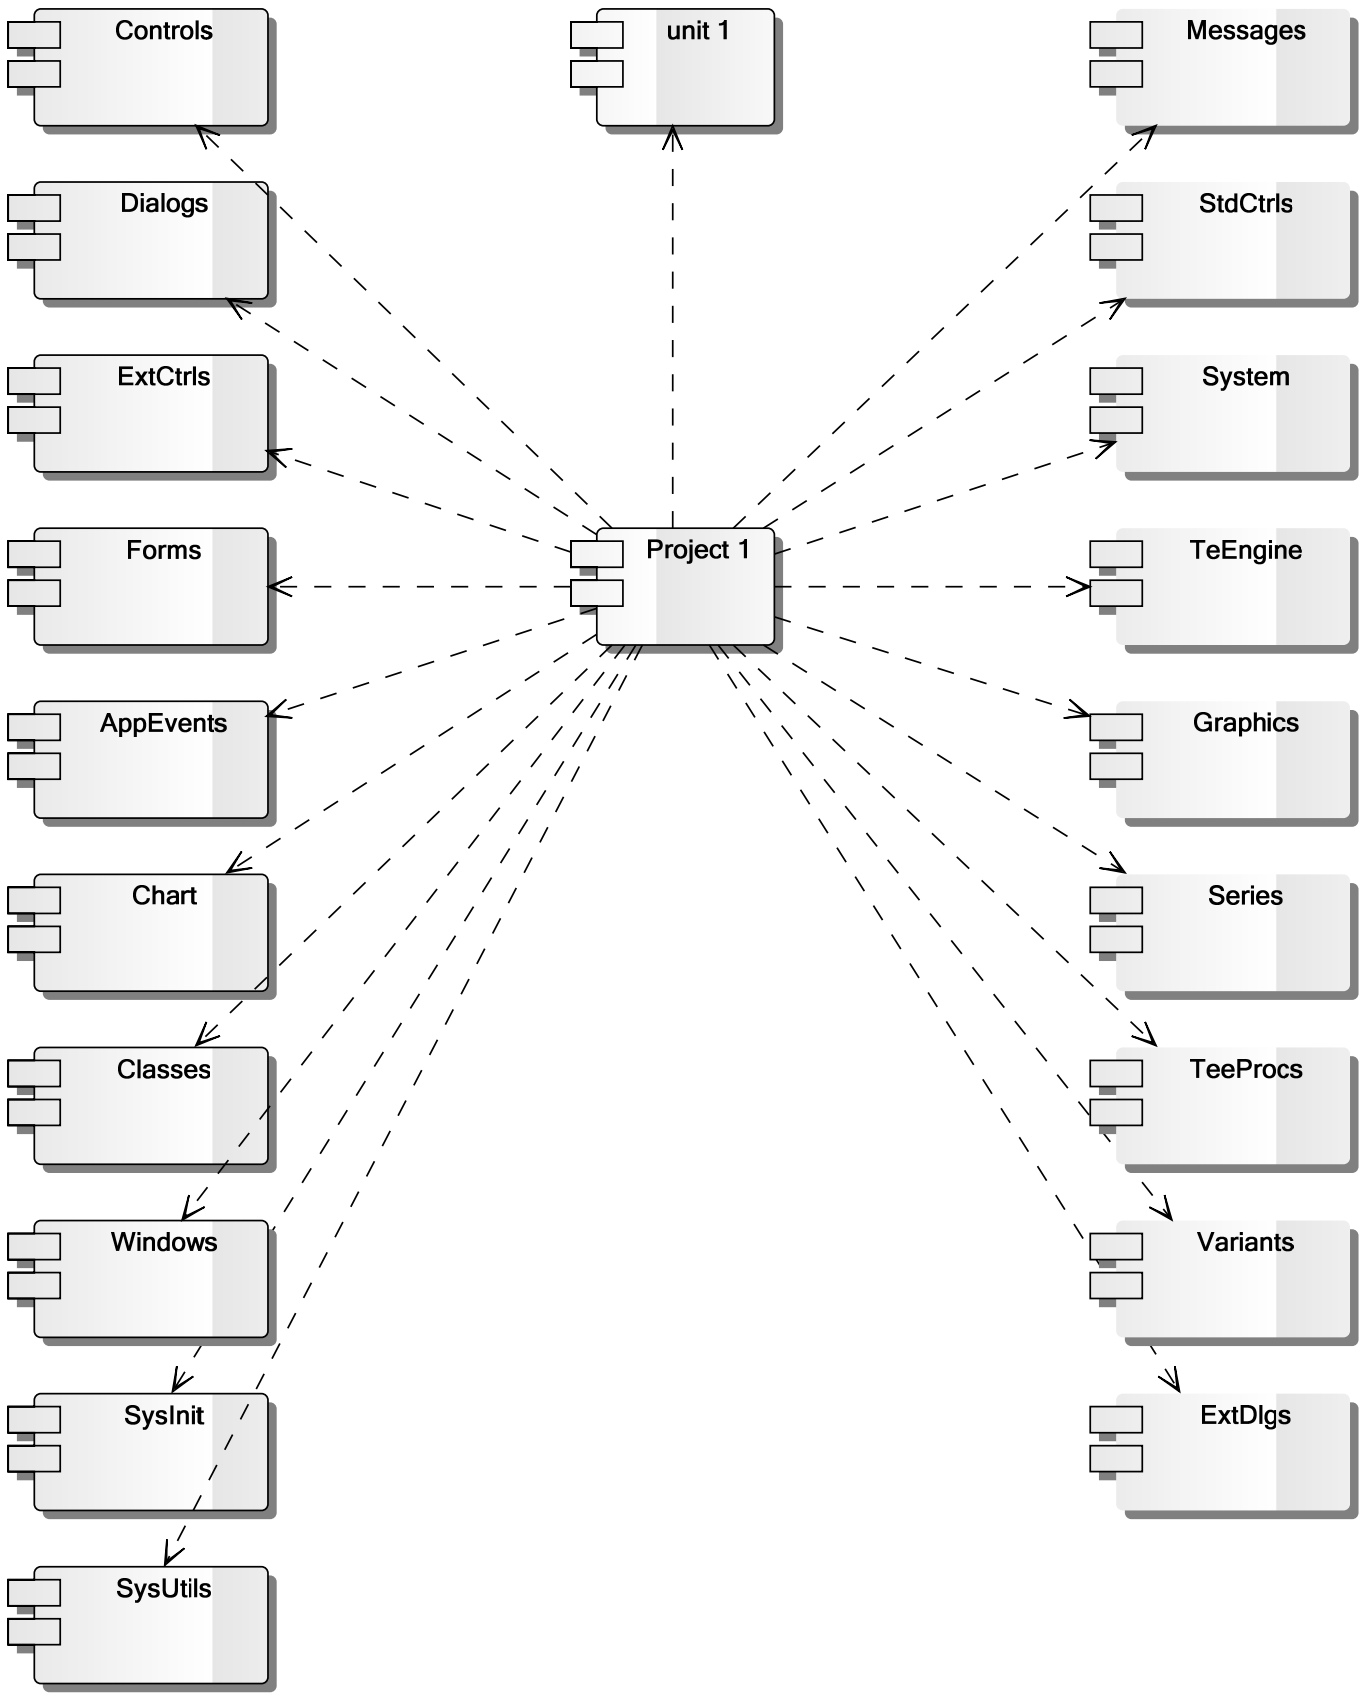 Controls
unit 1
Messages
Dialogs
StdCtrls
ExtCtrls
System
Forms
Project 1
TeEngine
AppEvents
Graphics
Chart
Series
Classes
TeeProcs
Windows
Variants
SysInit
ExtDlgs
SysUtils